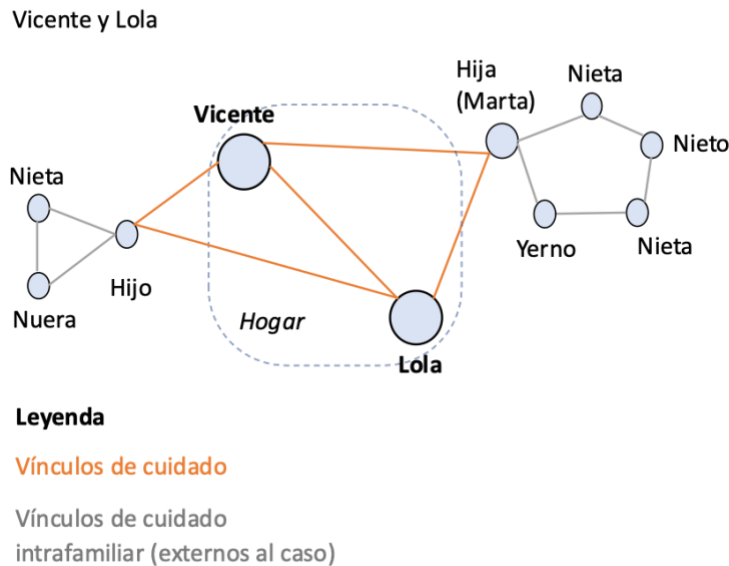 Vicente y Lola
Hija
(Marta)
Nieta
Vicente
Nieto
Nieta
Yerno
Nieta
Hijo
Nuera
Hogar
Lola
Leyenda
Vínculos de cuidado
Vínculos de cuidado
intrafamiliar (externos al caso)